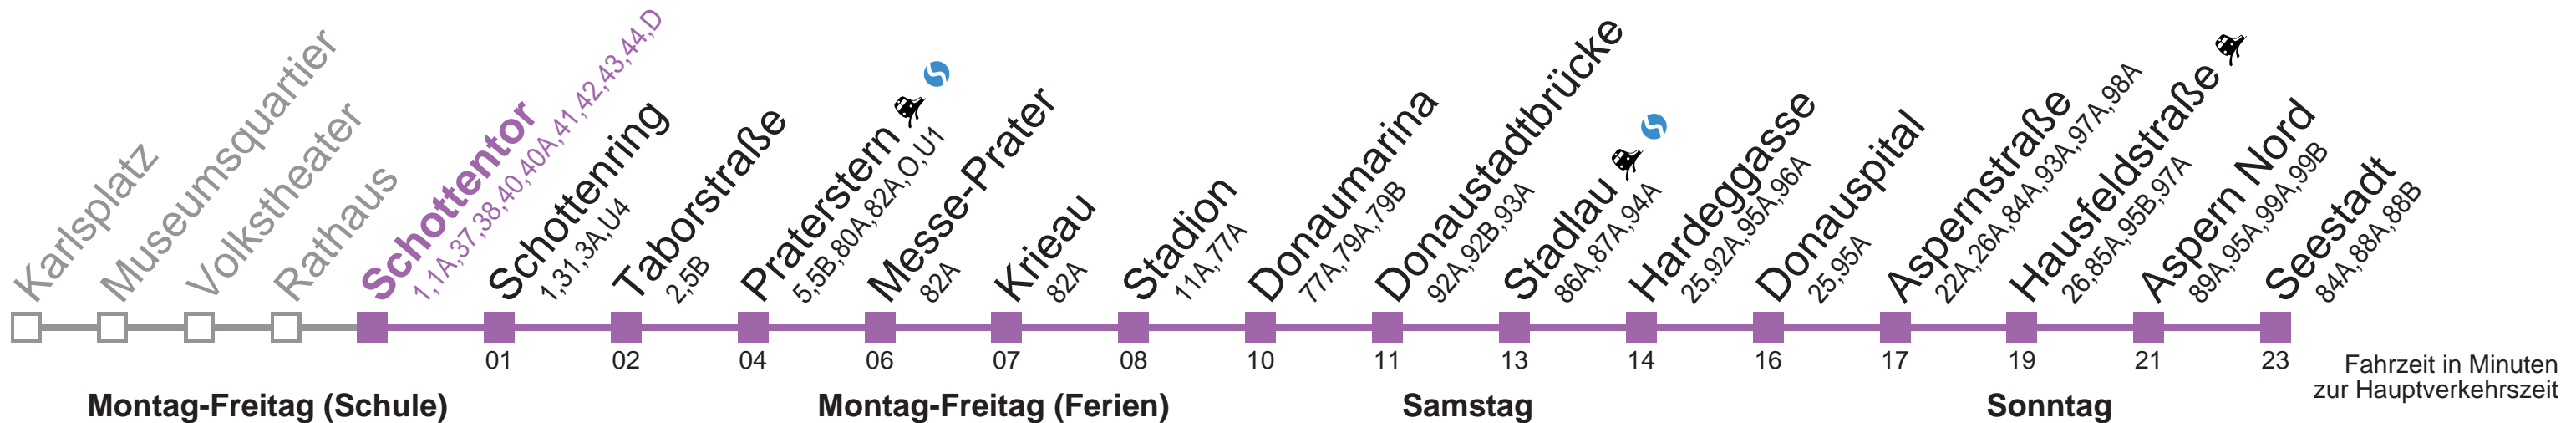 Karlsplatz
Museumsquartier
Volkstheater
Rathaus
Schottentor
1,1A,37,38,40,40A,41,42,43,44,D
Schottenring
1,31,3A,U4
Taborstraße
2,5B
Praterstern
5,5B,80A,82A,O,U1
Messe-Prater
82A
Krieau
82A
Stadion
11A,77A
Donaumarina
77A,79A,79B
Donaustadtbrücke
92A,92B,93A
Stadlau
86A,87A,94A
Hardeggasse
25,92A,95A,96A
Donauspital
25,95A
Aspernstraße
22A,26A,84A,93A,97A,98A
Hausfeldstraße
26,85A,95B,97A
Aspern Nord
89A,95A,99A,99B
Seestadt
84A,88A,88B
01 02 04 06 07 08 10 11 13 14 16 17 19 21 23
Fahrzeit in Minuten
zur Hauptverkehrszeit
Montag-Freitag (Schule) Montag-Freitag (Ferien) Samstag Sonntag